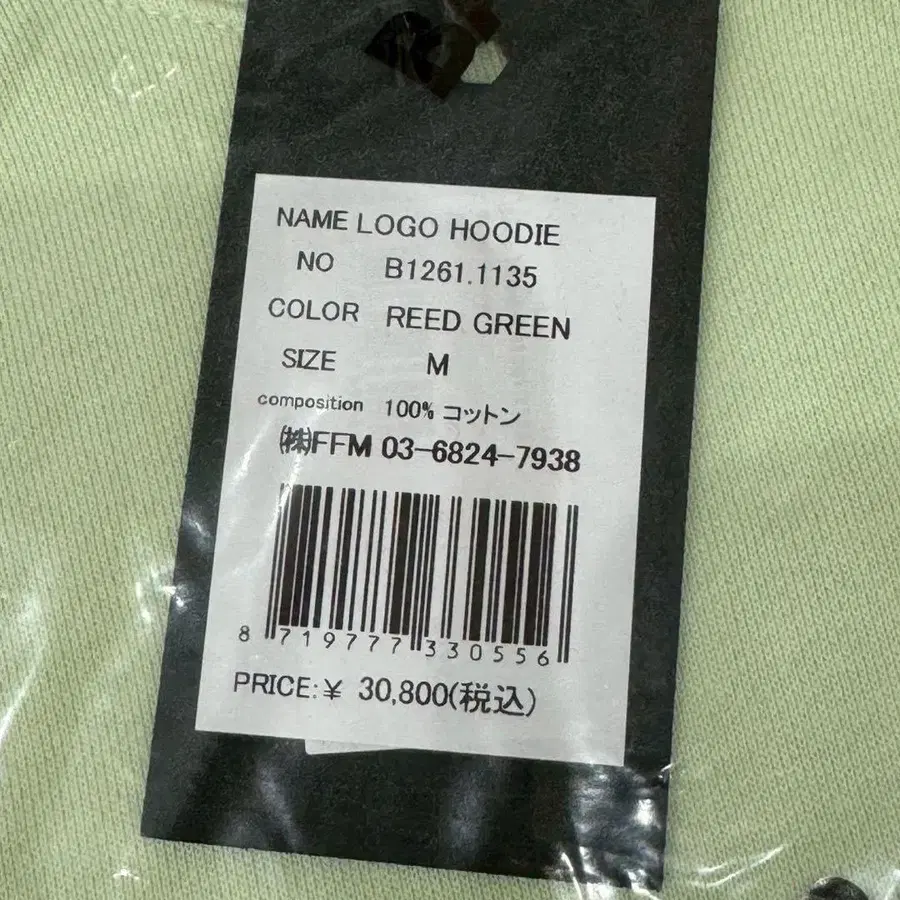 NAME LOGO HOODIE
NO B1261.1135
COLOR REED GREEN
SIZE M
composition 100% コットン
㈱FFM 03-6824-7938
8 719777 330556
PRICE:¥ 30,800(税込)